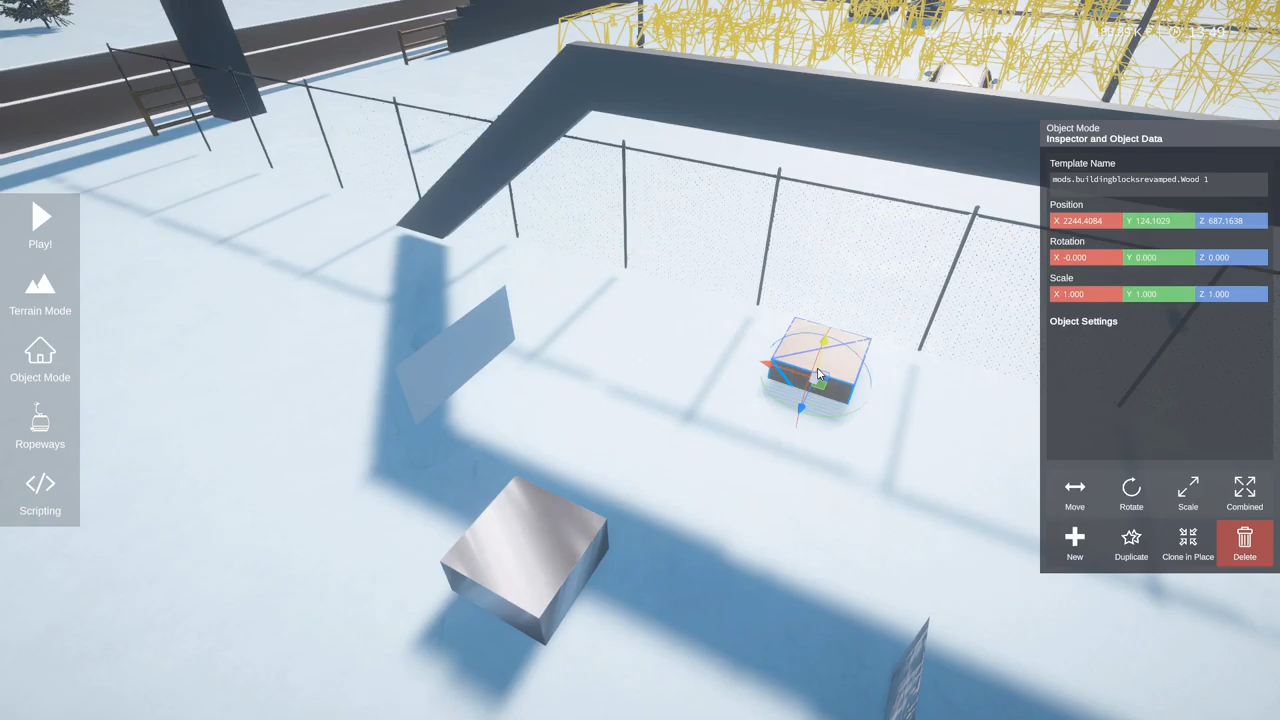 13:49
Play!
Terrain Mode
Object Mode
Ropeways
Scripting
Object Mode
Inspector and Object Data
Template Name
mods.buildingblocksrevamped.Wood 1
Position
X 2244.4084 Y 124.1029 Z 687.1638
Rotation
X -0.000 Y 0.000 Z 0.000
Scale
X 1.000 Y 1.000 Z 1.000
Object Settings
Move Rotate Scale Combined
New Duplicate Clone in Place Delete